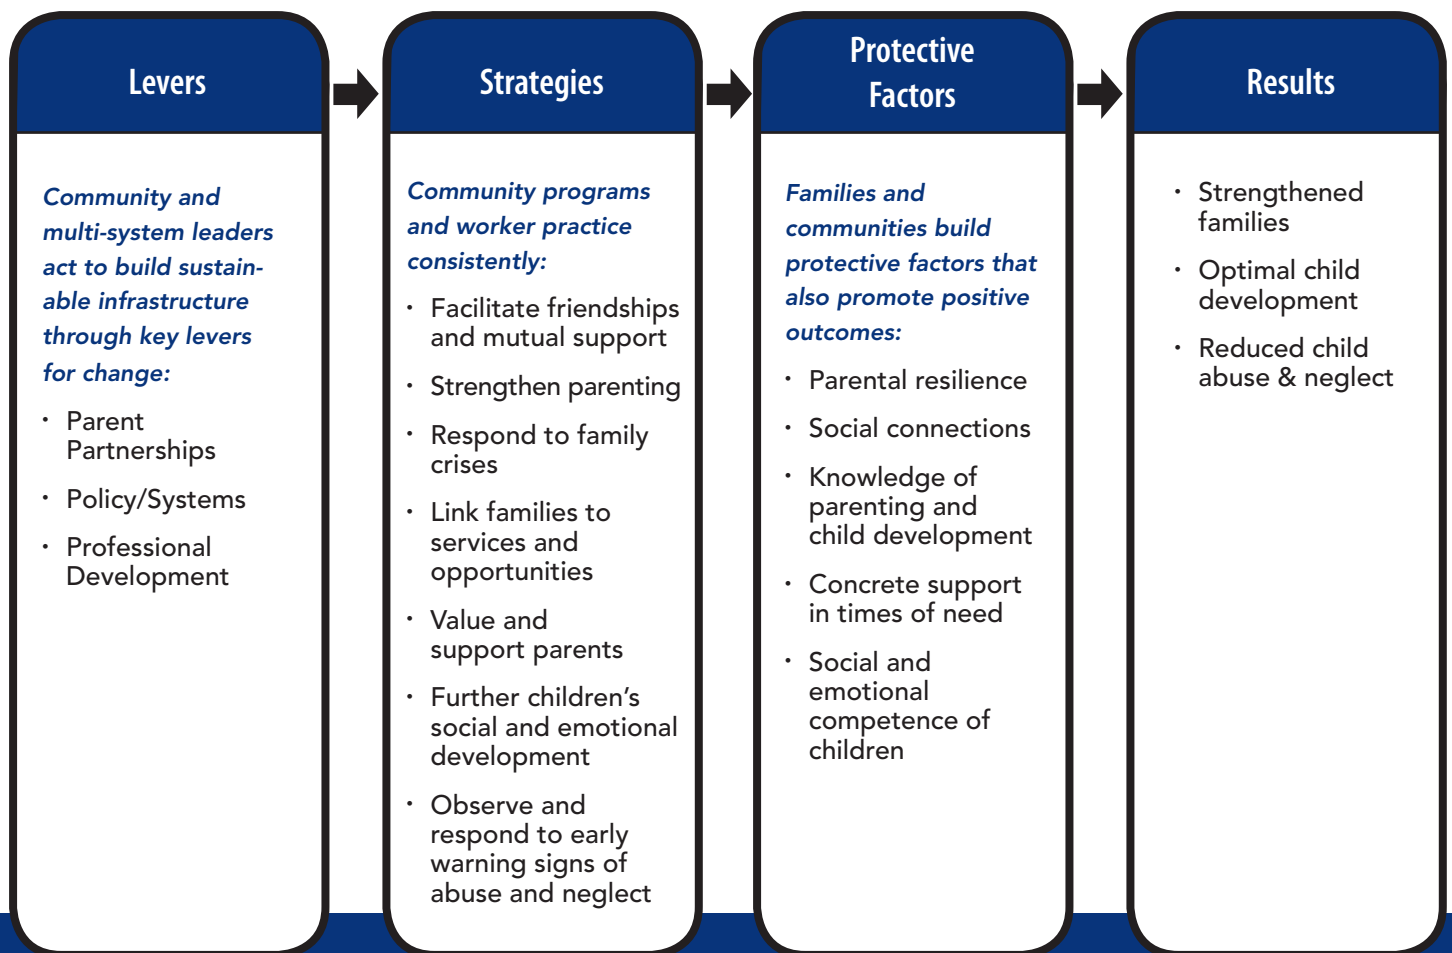 Levers
Community and
multi-system leaders
act to build sustain-
able infrastructure
through key levers
for change:
· Parent
Partnerships
· Policy/Systems
· Professional
Development
Strategies
Community programs
and worker practice
consistently:
· Facilitate friendships
and mutual support
· Strengthen parenting
· Respond to family
crises
· Link families to
services and
opportunities
· Value and
support parents
· Further children’s
social and emotional
development
· Observe and
respond to early
warning signs of
abuse and neglect
Protective
Factors
Families and
communities build
protective factors that
also promote positive
outcomes:
· Parental resilience
· Social connections
· Knowledge of
parenting and
child development
· Concrete support
in times of need
· Social and
emotional
competence of
children
Results
· Strengthened
families
· Optimal child
development
· Reduced child
abuse & neglect